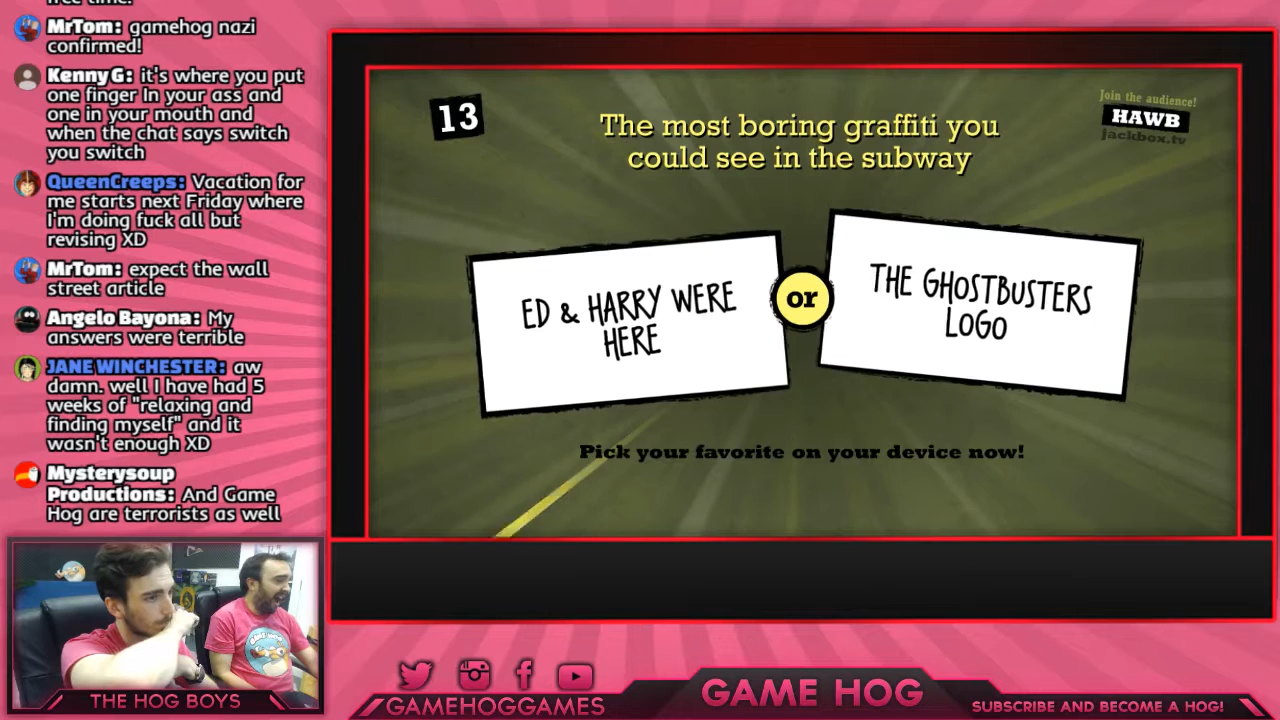 free time!
MrTom: gamehog nazi
confirmed!
KennyG: it's where you put
one finger In your ass and
one in your mouth and
when the chat says switch
you switch
QueenCreeps: Vacation for
me starts next Friday where
I'm doing fuck all but
revising XD
MrTom: expect the wall
street article
Angelo Bayona: My
answers were terrible
JANE WINCHESTER: aw
damn. well I have had 5
weeks of "relaxing and
finding myself" and it
wasn't enough XD
Mysterysoup
Productions: And Game
Hog are terrorists as well
THE HOG BOYS
13
The most boring graffiti you
could see in the subway
Join the audience!
HAWB
jackbox.tv
ED & HARRY WERE
HERE
or
THE GHOSTBUSTERS
LOGO
Pick your favorite on your device now!
GAMEHOGGAMES
GAME HOG
SUBSCRIBE AND BECOME A HOG!